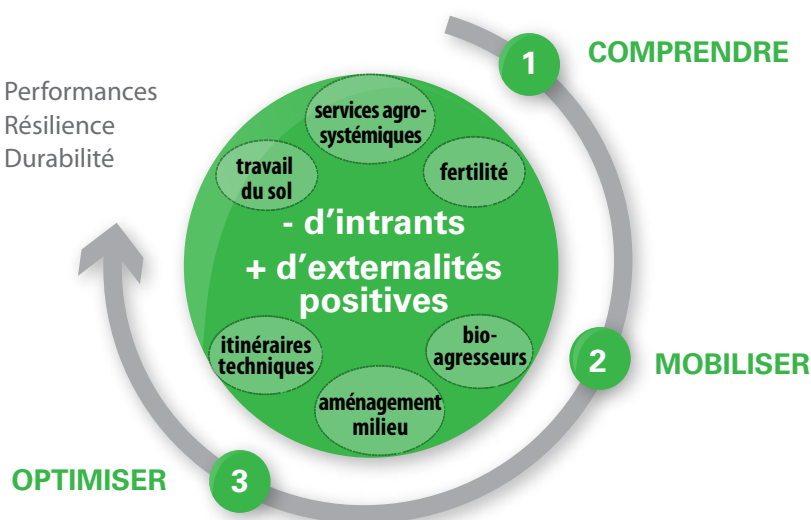 1
COMPRENDRE
Performances
Résilience
Durabilité
services agro-
systémiques
travail
du sol
fertilité
- d'intrants
+ d'externalités
positives
itinéraires
techniques
bio-
agresseurs
aménagement
milieu
2
MOBILISER
OPTIMISER
3